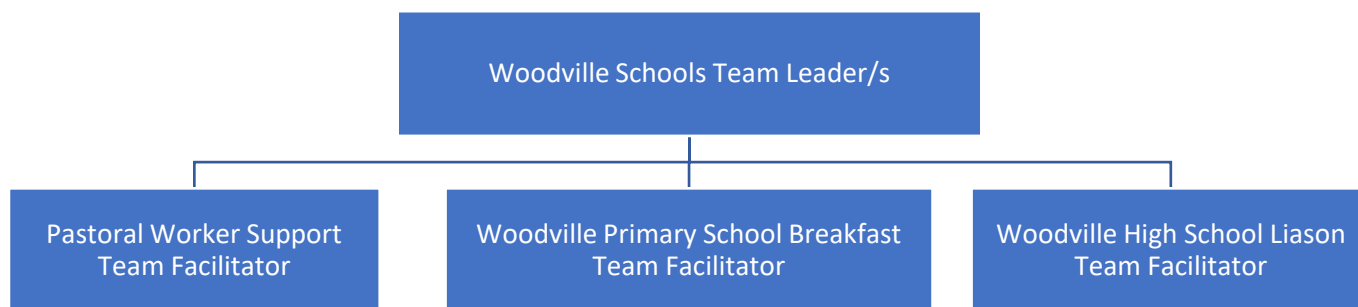 Woodville Schools Team Leader/s
Pastoral Worker Support
Team Facilitator
Woodville Primary School Breakfast
Team Facilitator
Woodville High School Liason
Team Facilitator